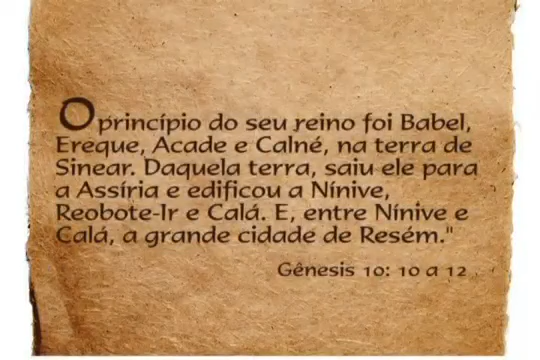 O princípio do seu reino foi Babel,
Ereque, Acade e Calné, na terra de
Sinear. Daquela terra, saiu ele para
a Assíria e edificou a Nínive,
Reobote-Ir e Calá. E, entre Nínive e
Calá, a grande cidade de Resém."
Gênesis 10: 10 a 12